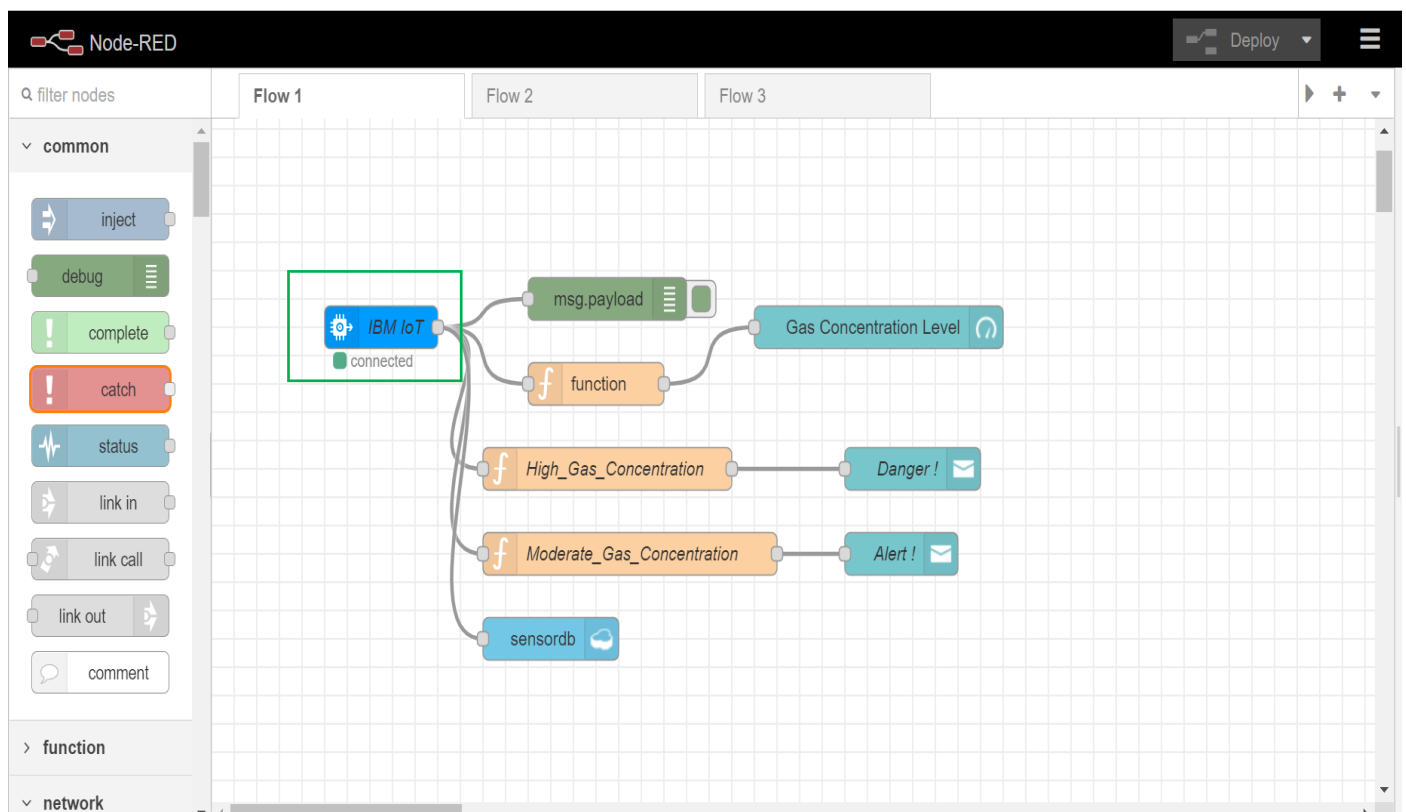 Node-RED
Deploy
filter nodes
Flow 1
Flow 2
Flow 3
common
inject
debug
complete
catch
status
link in
link call
link out
comment
function
network
IBM IoT
connected
msg.payload
Gas Concentration Level
function
High_Gas_Concentration
Danger !
Moderate_Gas_Concentration
Alert !
sensordb